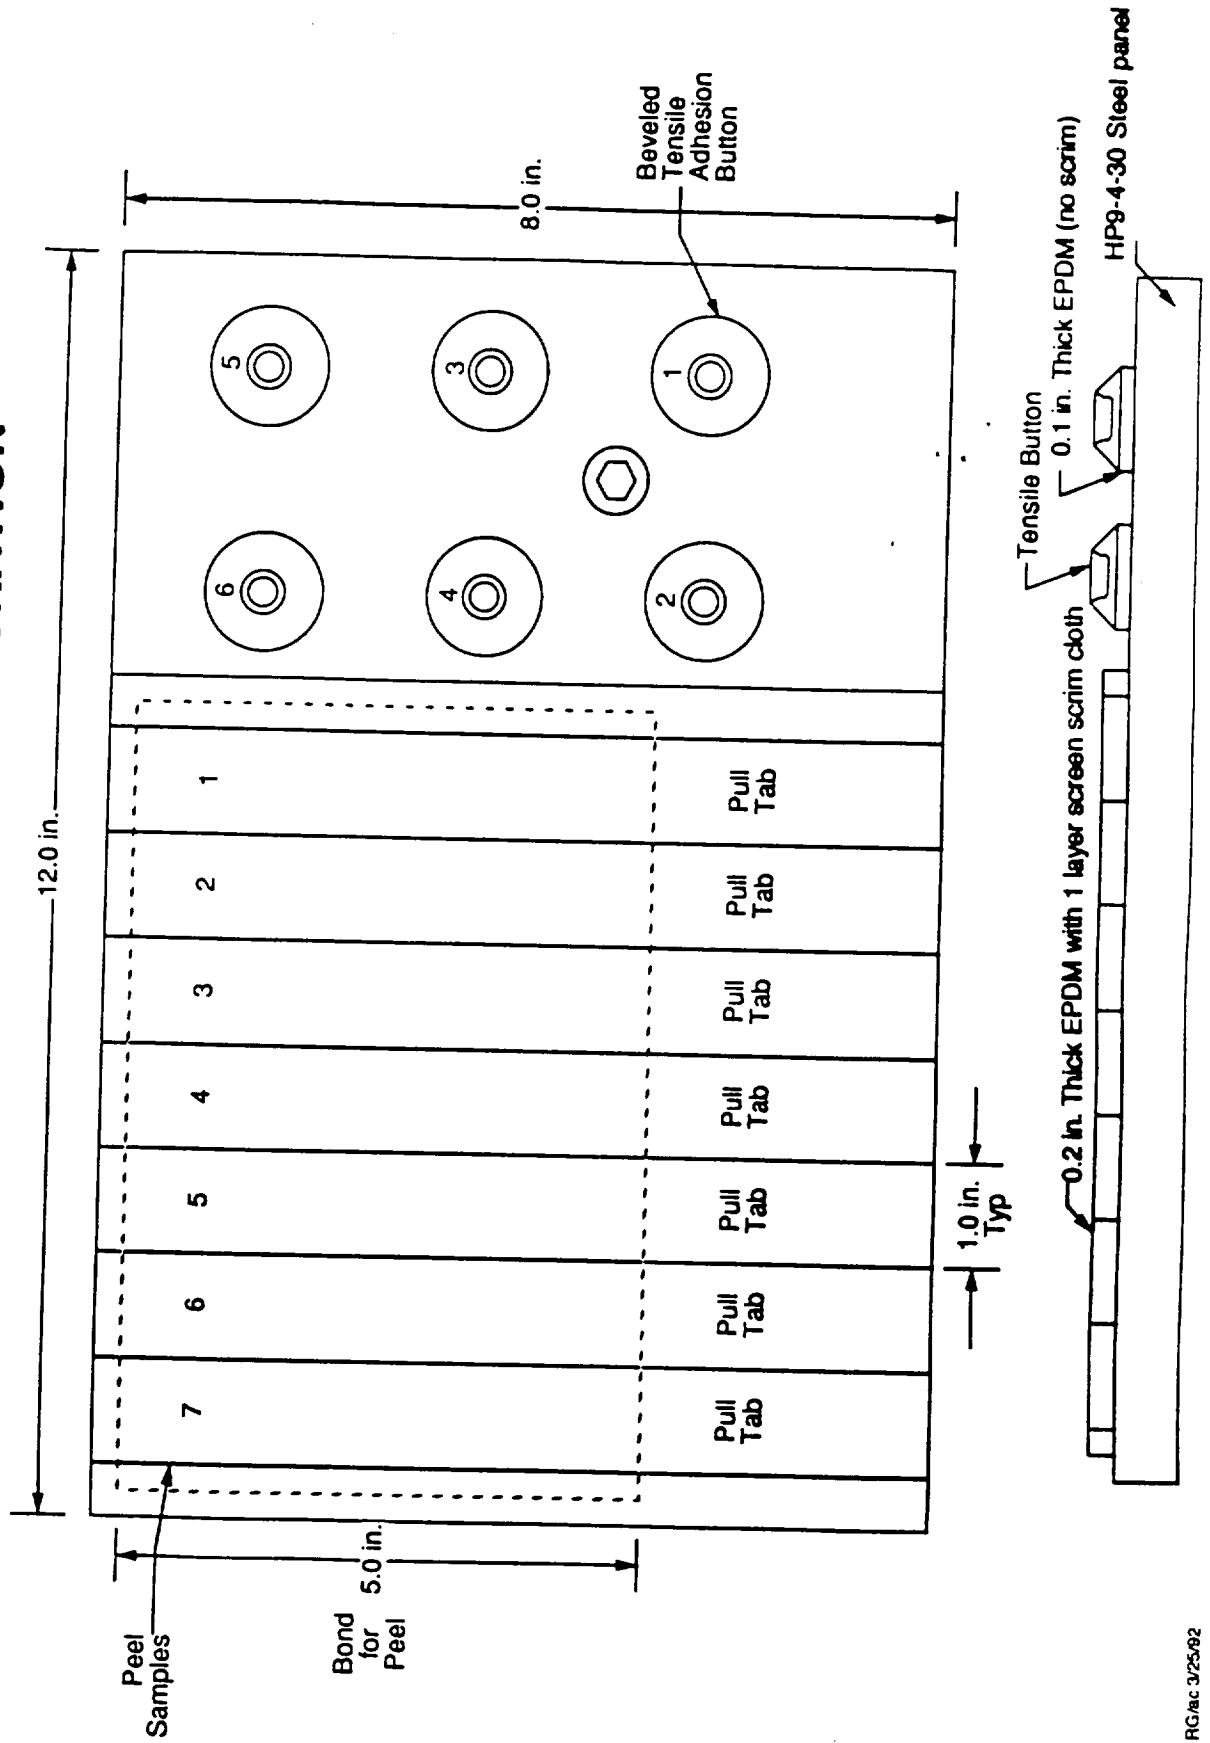 12.0 in.
8.0 in.
Beveled
Tensile
Adhesion
Button
Peel
Samples
7
6
5
4
3
2
1
6
5
4
3
2
1
Bond
for
Peel
5.0 in.
Pull
Tab
Pull
Tab
Pull
Tab
Pull
Tab
Pull
Tab
Pull
Tab
Pull
Tab
1.0 in.
Typ
Tensile Button
0.1 in. Thick EPDM (no scrim)
0.2 in. Thick EPDM with 1 layer screen scrim cloth
HP9-4-30 Steel panel
RG/ac 3/25/92